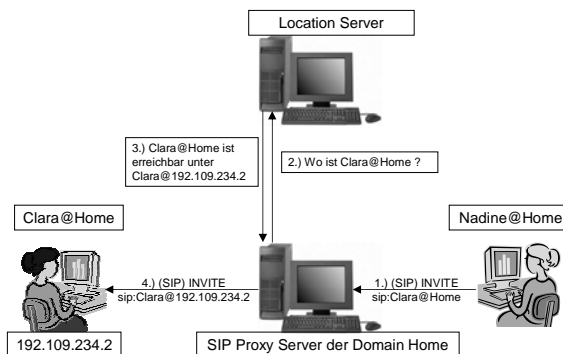 Location Server
3.) Clara@Home ist
erreichbar unter
Clara@192.109.234.2
2.) Wo ist Clara@Home ?
Clara@Home
Nadine@Home
4.) (SIP) INVITE
sip:Clara@192.109.234.2
1.) (SIP) INVITE
sip:Clara@Home
192.109.234.2
SIP Proxy Server der Domain Home